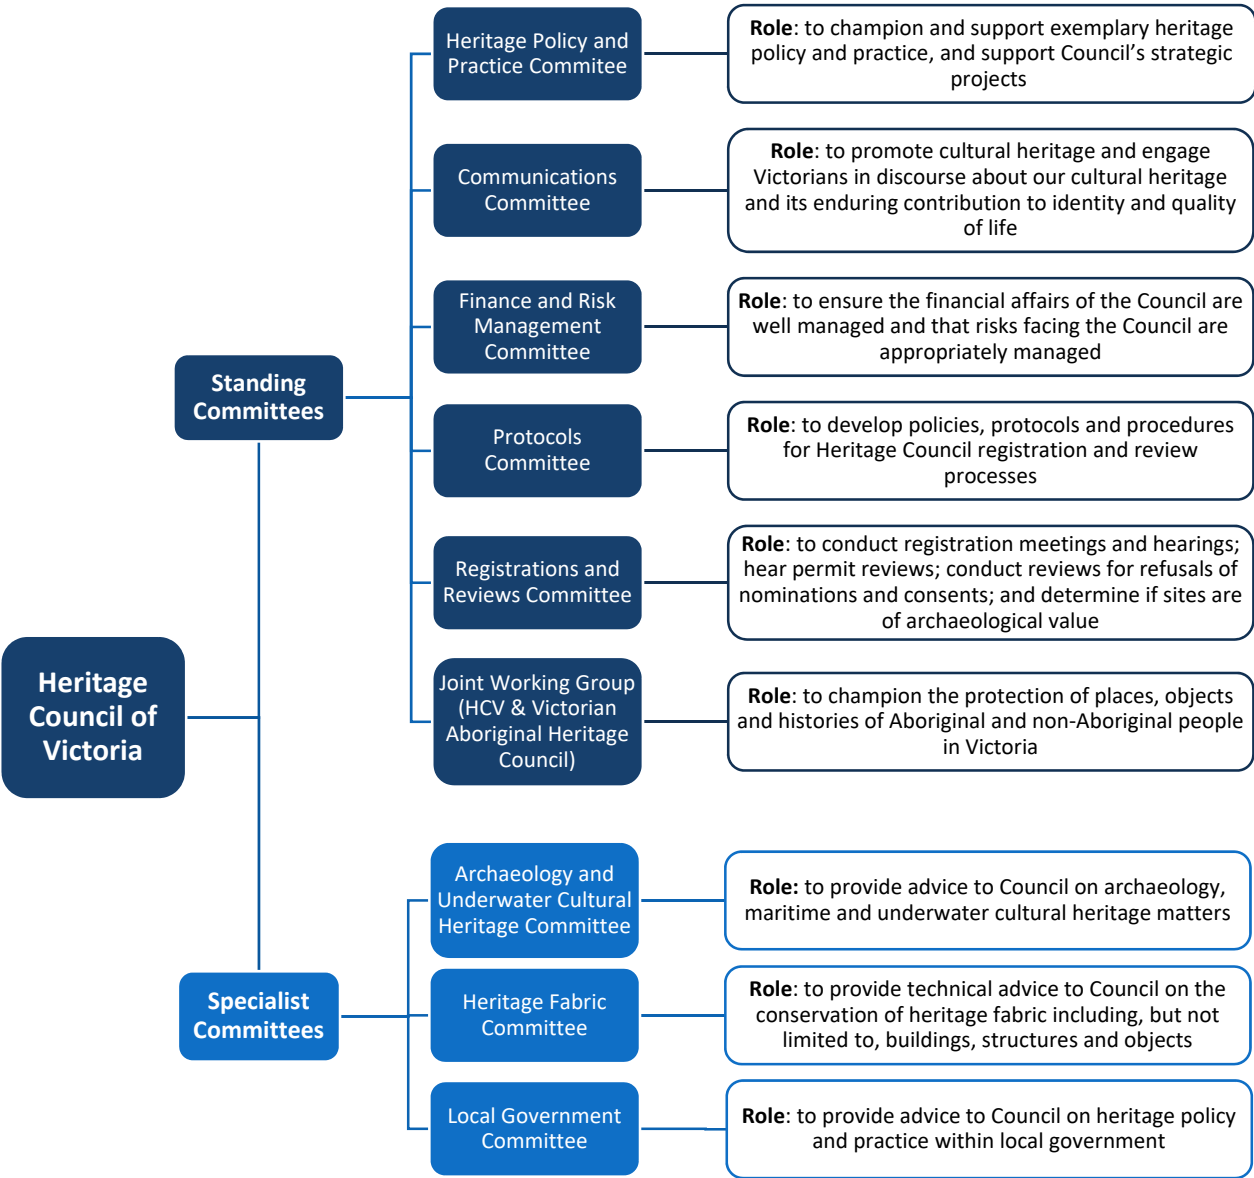 Heritage Council of
Victoria
Standing
Committees
Heritage Policy and
Practice Commitee
Role: to champion and support exemplary heritage
policy and practice, and support Council’s strategic
projects
Communications
Committee
Role: to promote cultural heritage and engage
Victorians in discourse about our cultural heritage
and its enduring contribution to identity and quality
of life
Finance and Risk
Management
Committee
Role: to ensure the financial affairs of the Council are
well managed and that risks facing the Council are
appropriately managed
Protocols
Committee
Role: to develop policies, protocols and procedures
for Heritage Council registration and review
processes
Registrations and
Reviews Committee
Role: to conduct registration meetings and hearings;
hear permit reviews; conduct reviews for refusals of
nominations and consents; and determine if sites are
of archaeological value
Joint Working Group
(HCV & Victorian
Aboriginal Heritage
Council)
Role: to champion the protection of places, objects
and histories of Aboriginal and non-Aboriginal people
in Victoria
Specialist
Committees
Archaeology and
Underwater Cultural
Heritage Committee
Role: to provide advice to Council on archaeology,
maritime and underwater cultural heritage matters
Heritage Fabric
Committee
Role: to provide technical advice to Council on the
conservation of heritage fabric including, but not
limited to, buildings, structures and objects
Local Government
Committee
Role: to provide advice to Council on heritage policy
and practice within local government